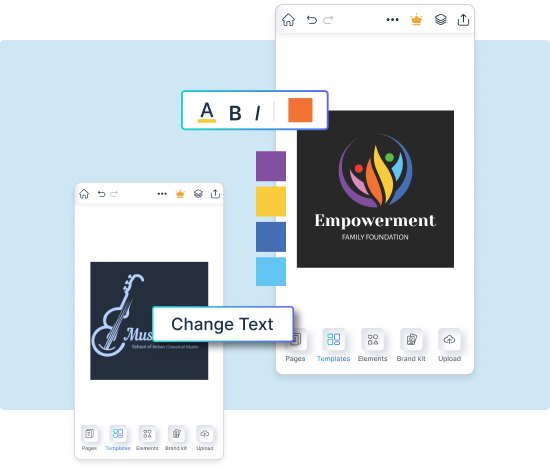 A B I
Empowerment
FAMILY FOUNDATION
Pages Templates Elements Brand kit Upload
Change Text
School of Indian Classical Music
Pages Templates Elements Brand kit Upload